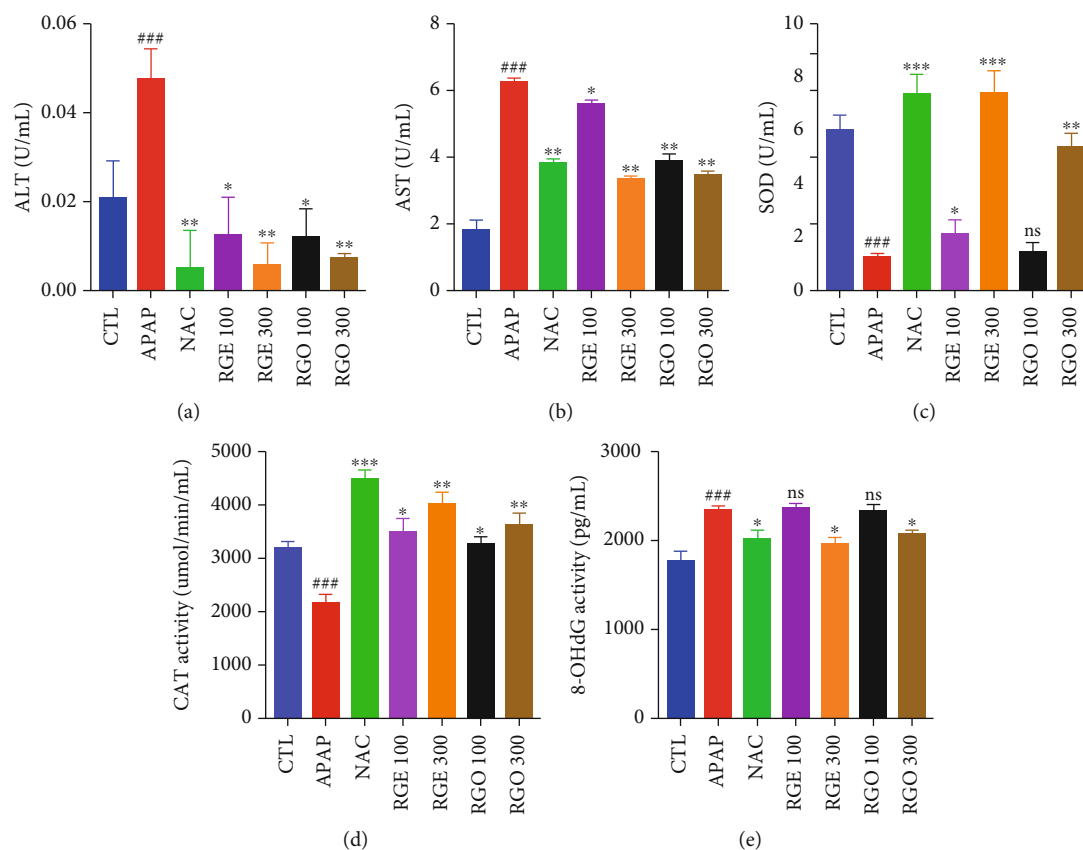 ALT (U/mL)
0.06
0.04
0.02
0.00
###
**
*
**
*
**
CTL
APAP
NAC
RGE 100
RGE 300
RGO 100
RGO 300
(a)
AST (U/mL)
8
6
4
2
0
###
**
*
**
**
**
CTL
APAP
NAC
RGE 100
RGE 300
RGO 100
RGO 300
(b)
SOD (U/mL)
10
8
6
4
2
0
###
***
*
***
ns
**
CTL
APAP
NAC
RGE 100
RGE 300
RGO 100
RGO 300
(c)
CAT activity (umol/min/mL)
5000
4000
3000
2000
1000
0
###
***
*
**
*
**
CTL
APAP
NAC
RGE 100
RGE 300
RGO 100
RGO 300
(d)
8-OHdG activity (pg/mL)
3000
2000
1000
0
###
*
ns
*
ns
*
CTL
APAP
NAC
RGE 100
RGE 300
RGO 100
RGO 300
(e)